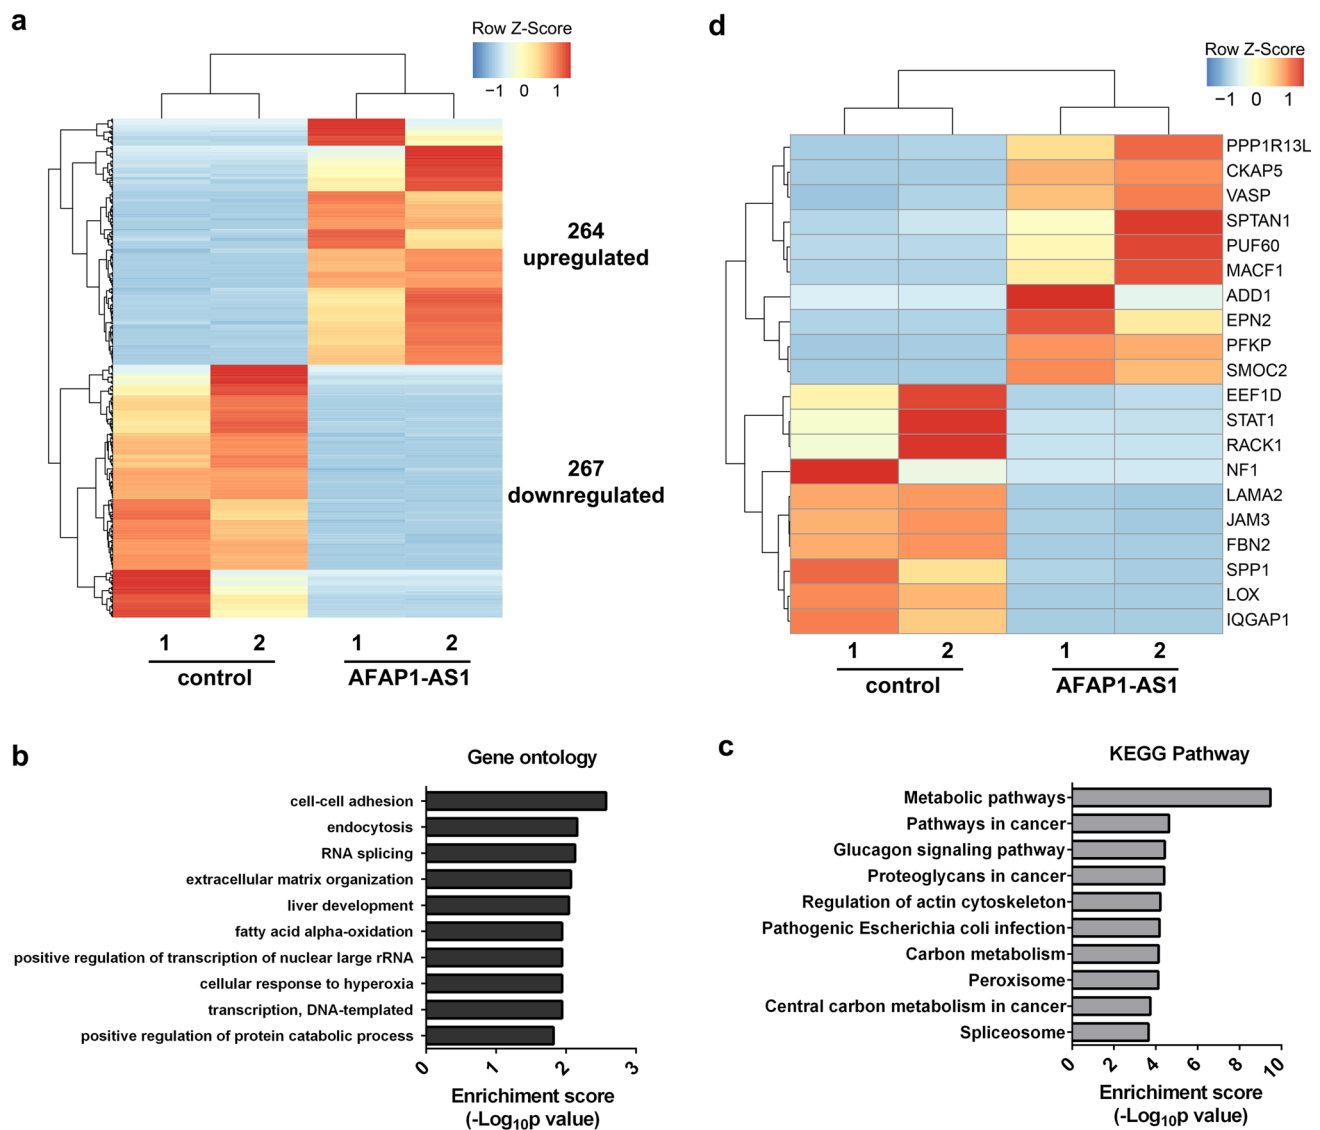 a
Row Z-Score
−1 0 1
264
upregulated
267
downregulated
1 2 1 2
control AFAP1-AS1
d
Row Z-Score
−1 0 1
PPP1R13L
CKAP5
VASP
SPTAN1
PUF60
MACF1
ADD1
EPN2
PFKP
SMOC2
EEF1D
STAT1
RACK1
NF1
LAMA2
JAM3
FBN2
SPP1
LOX
IQGAP1
1 2 1 2
control AFAP1-AS1
b
Gene ontology
cell-cell adhesion
endocytosis
RNA splicing
extracellular matrix organization
liver development
fatty acid alpha-oxidation
positive regulation of transcription of nuclear large rRNA
cellular response to hyperoxia
transcription, DNA-templated
positive regulation of protein catabolic process
0 1 2 3
Enrichiment score
(-Log10p value)
c
KEGG Pathway
Metabolic pathways
Pathways in cancer
Glucagon signaling pathway
Proteoglycans in cancer
Regulation of actin cytoskeleton
Pathogenic Escherichia coli infection
Carbon metabolism
Peroxisome
Central carbon metabolism in cancer
Spliceosome
0 2 4 6 8 10
Enrichiment score
(-Log10p value)